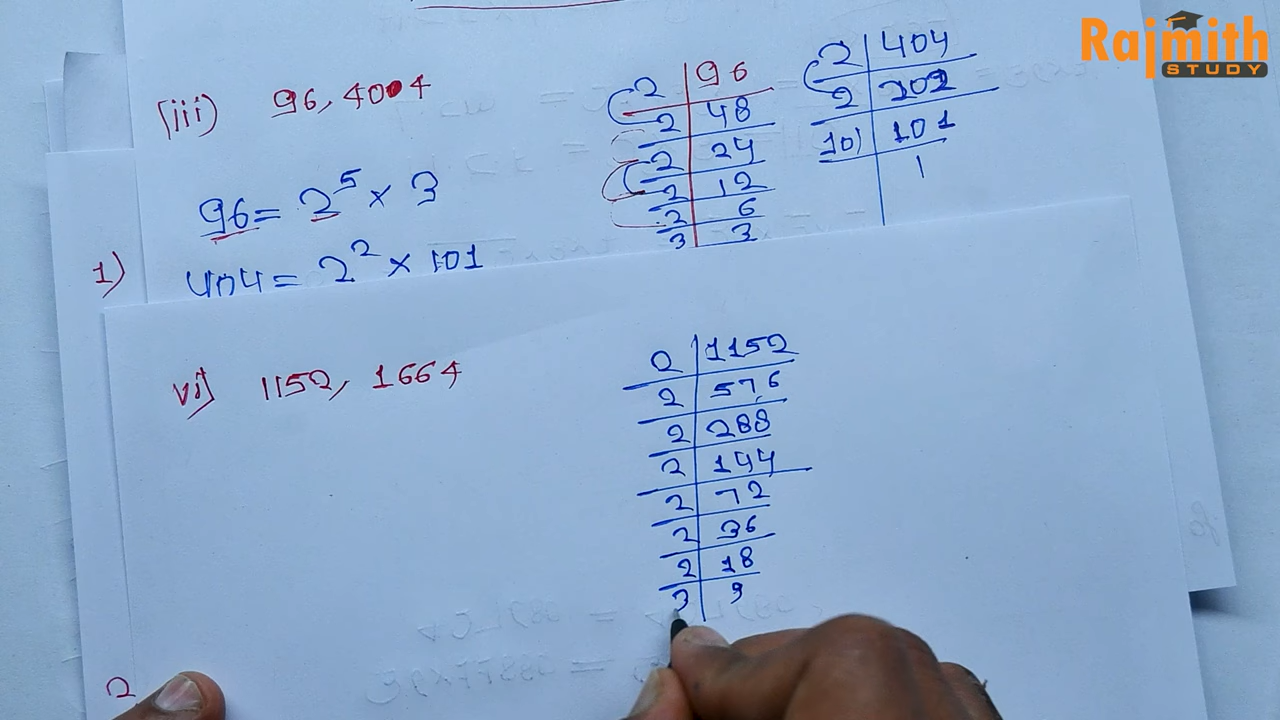 Rajmith
STUDY
(iii) 96, 404
2 | 96
2 | 48
2 | 24
2 | 12
2 | 6
3 | 3
2 | 404
2 | 202
101 | 101
1
96 = 2^5 × 3
1)
404 = 2^2 × 101
vi) 1152, 1664
2 | 1152
2 | 576
2 | 288
2 | 144
2 | 72
2 | 36
2 | 18
3 | 9
2